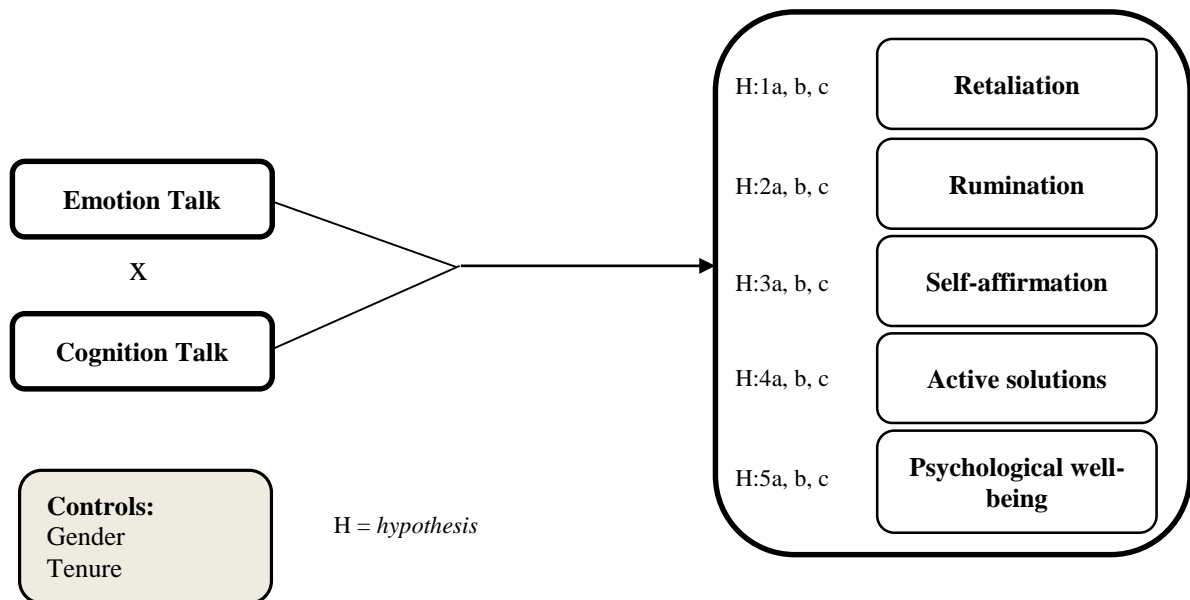 Emotion Talk
X
Cognition Talk
Controls:
Gender
Tenure
H = hypothesis
H:1a, b, c
Retaliation
H:2a, b, c
Rumination
H:3a, b, c
Self-affirmation
H:4a, b, c
Active solutions
H:5a, b, c
Psychological well-
being